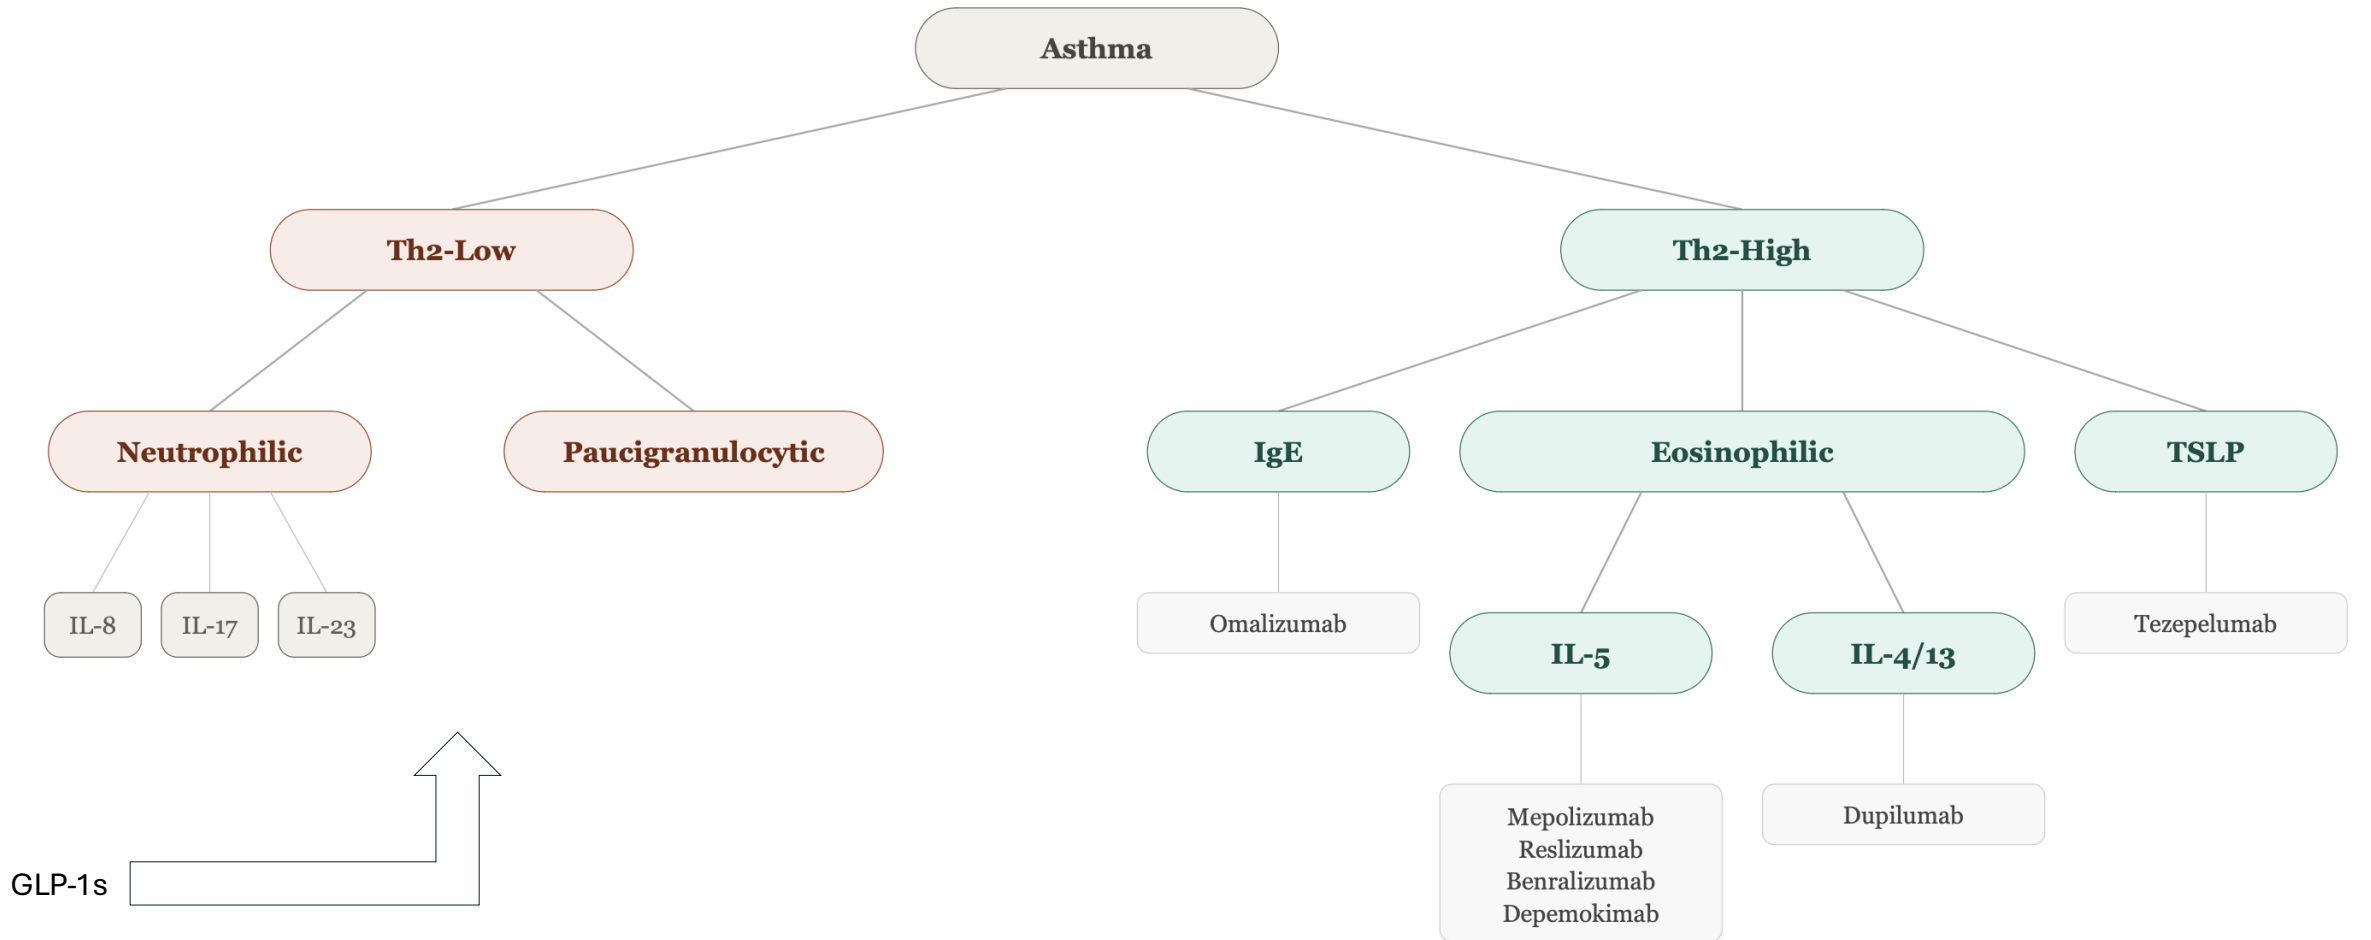 Asthma
Th2-Low
Th2-High
Neutrophilic
Paucigranulocytic
IgE
Eosinophilic
TSLP
IL-8
IL-17
IL-23
Omalizumab
IL-5
IL-4/13
Tezepelumab
Mepolizumab
Reslizumab
Benralizumab
Depemokimab
Dupilumab
GLP-1s